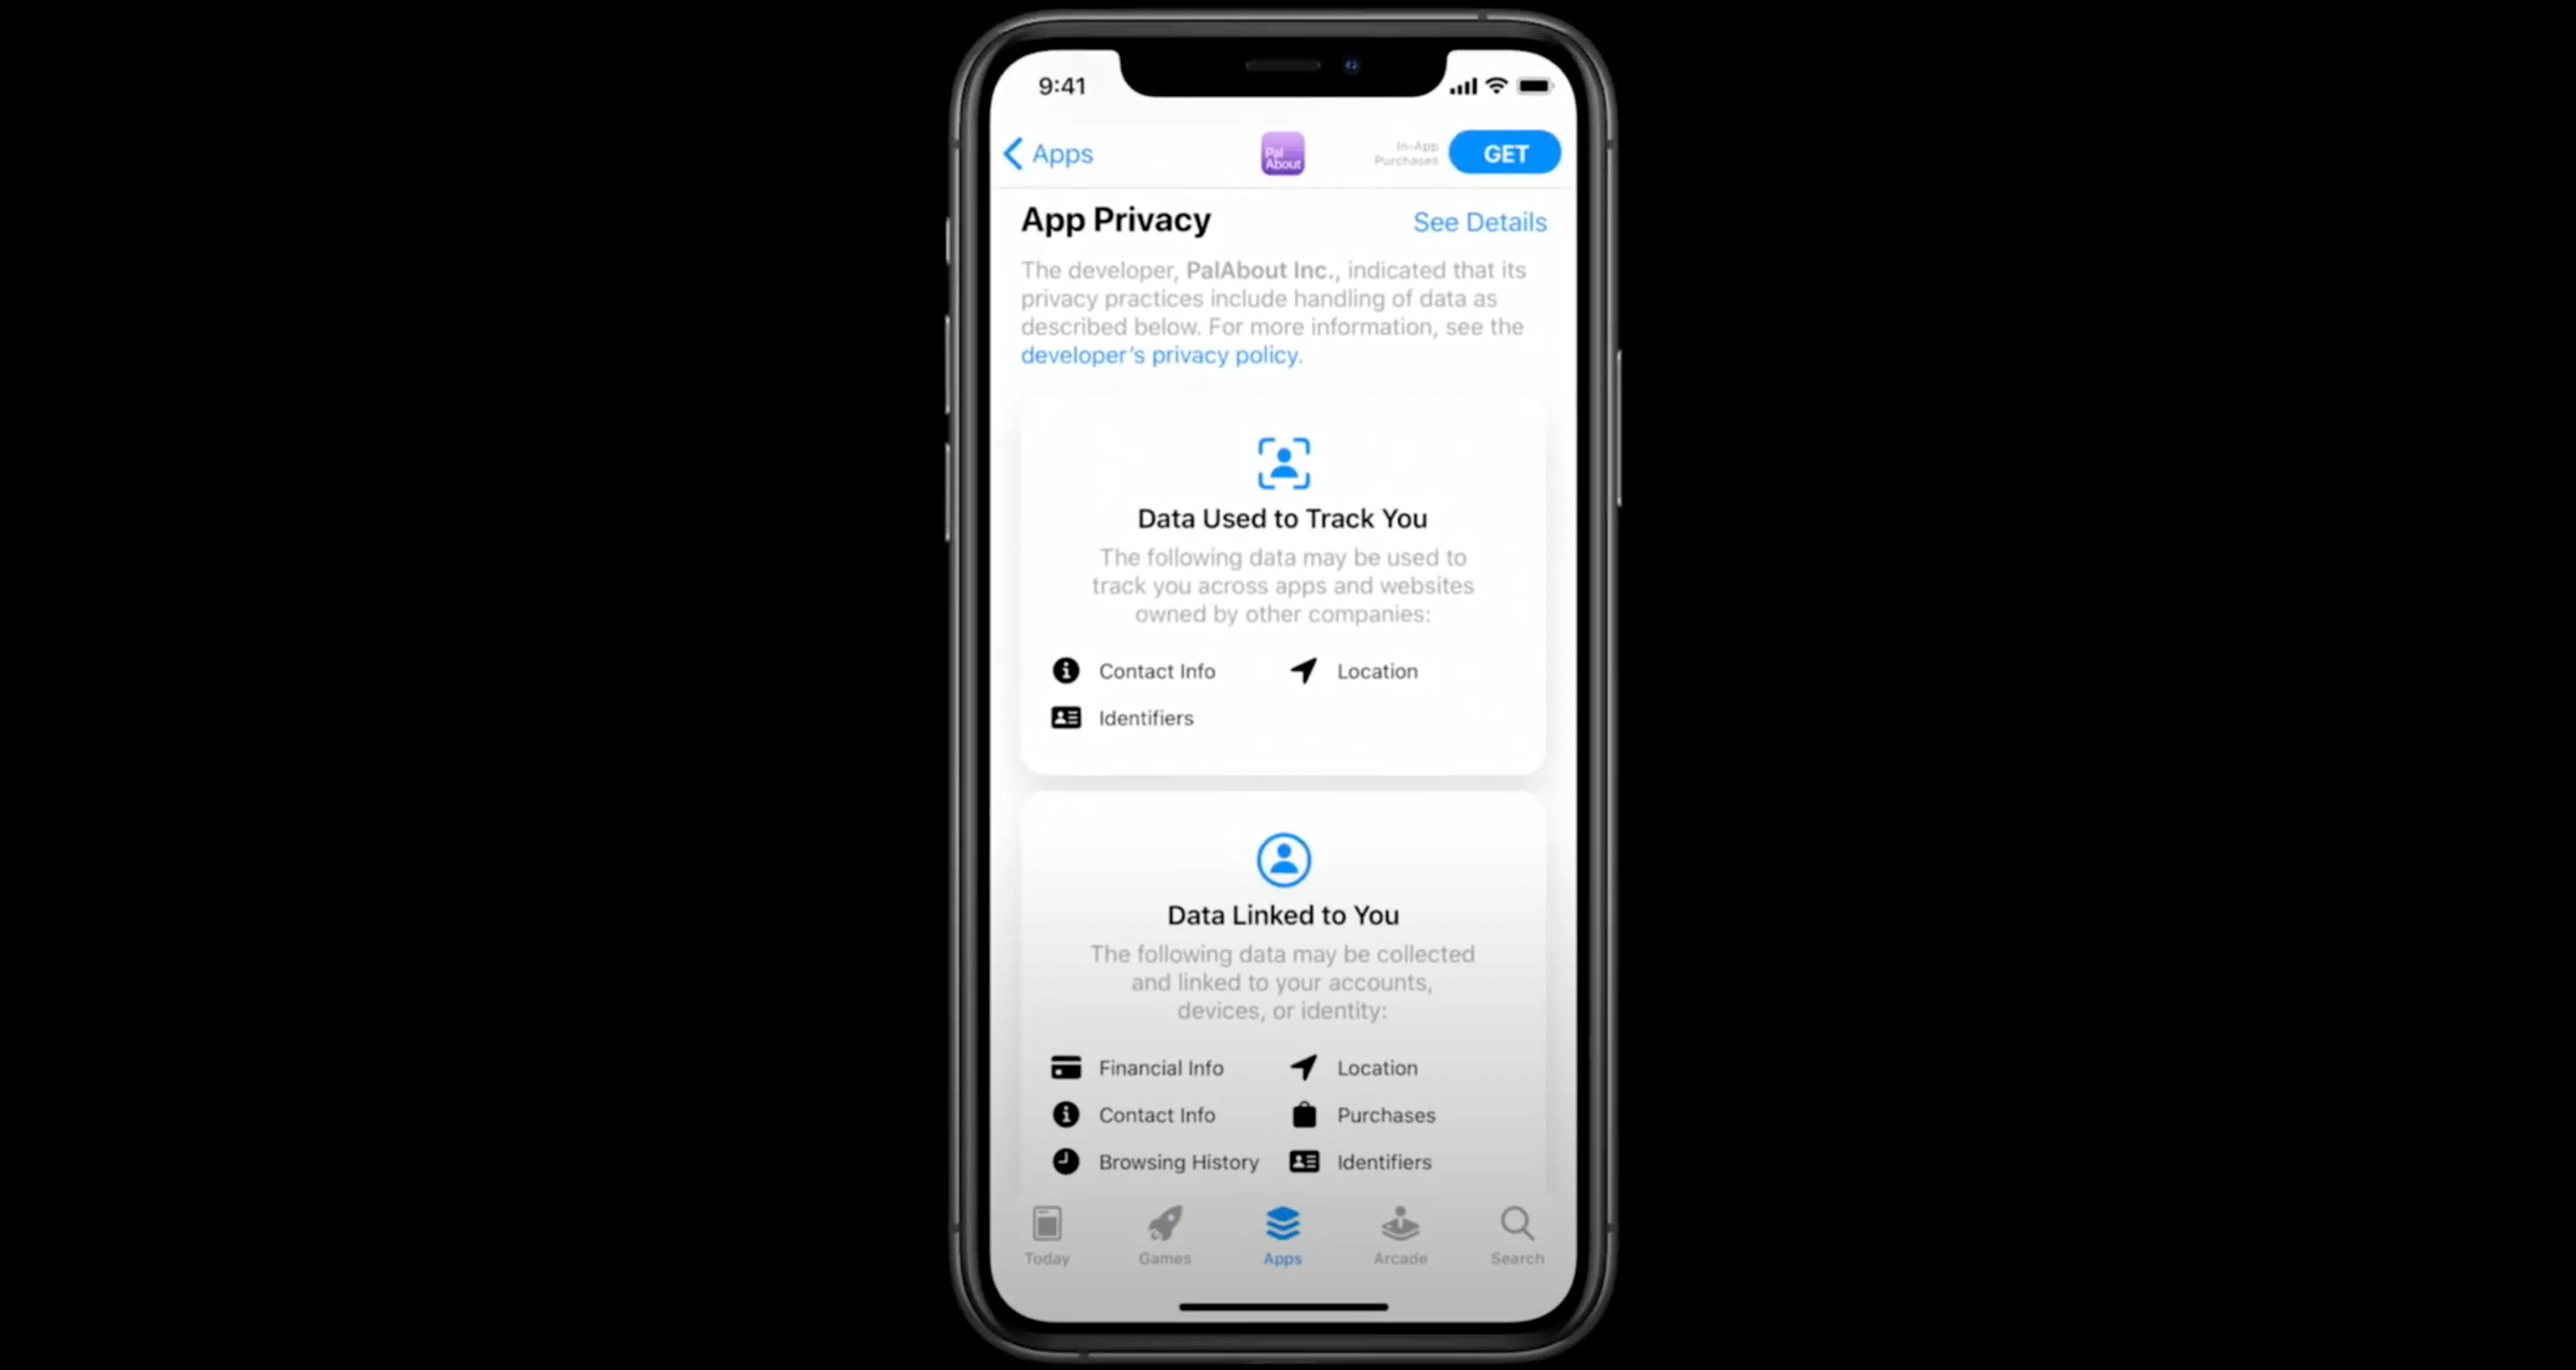 9:41
Apps
Pal
About
In-App
Purchases
GET
App Privacy
See Details
The developer, PalAbout Inc., indicated that its
privacy practices include handling of data as
described below. For more information, see the
developer's privacy policy.
Data Used to Track You
The following data may be used to
track you across apps and websites
owned by other companies:
Contact Info
Location
Identifiers
Data Linked to You
The following data may be collected
and linked to your accounts,
devices, or identity:
Financial Info
Location
Contact Info
Purchases
Browsing History
Identifiers
Today
Games
Apps
Arcade
Search